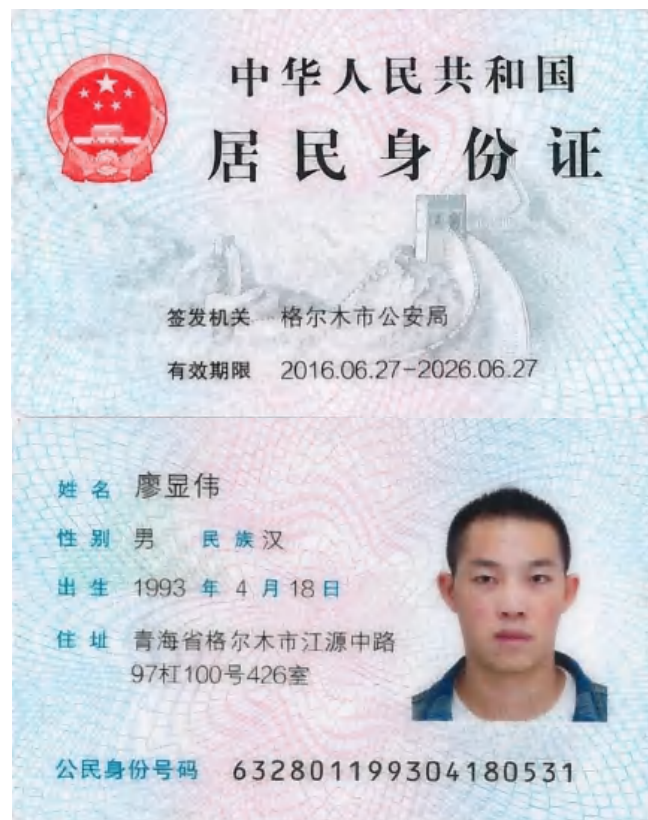 中华人民共和国
居民身份证
签发机关 格尔木市公安局
有效期限 2016.06.27-2026.06.27
姓名 廖显伟
性别 男 民族 汉
出生 1993 年 4 月 18 日
住址 青海省格尔木市江源中路
97杠100号426室
公民身份号码 632801199304180531